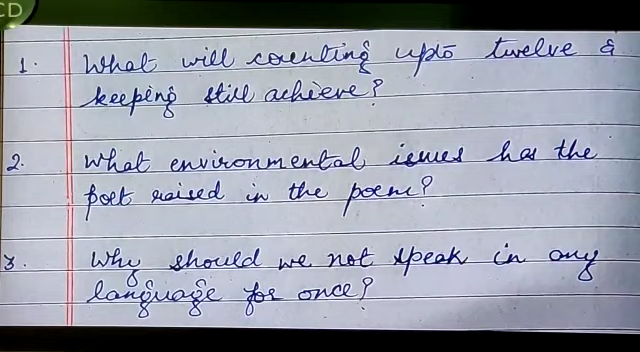 CD
1. What will counting upto twelve &
keeping still achieve?
2. What environmental issues has the
poet raised in the poem?
3. Why should we not speak in any
language for once?